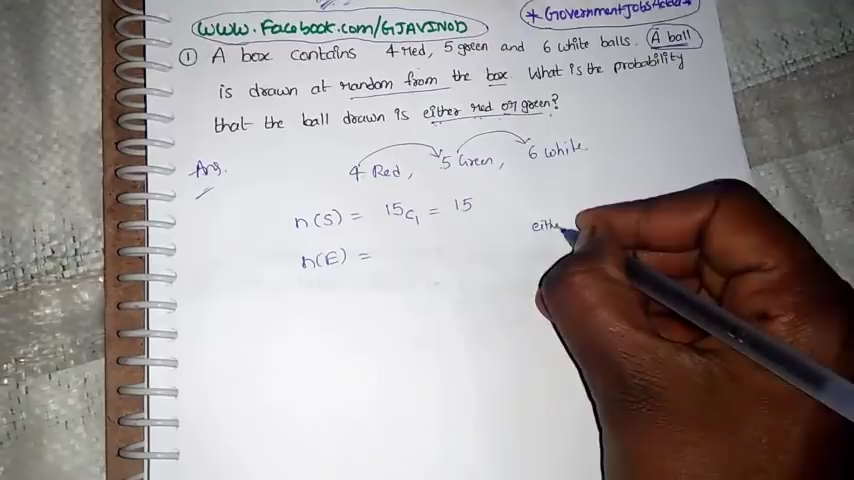 www.Facebook.com/GJAVINOD
*GovernmentJobs
① A box contains 4 red, 5 green and 6 white balls. A ball
is drawn at random from the box. What is the probability
that the ball drawn is either red or green?
Ans.
4 Red, 5 Green, 6 white.
n(S) = 15C₁ = 15
n(E) =
eithe